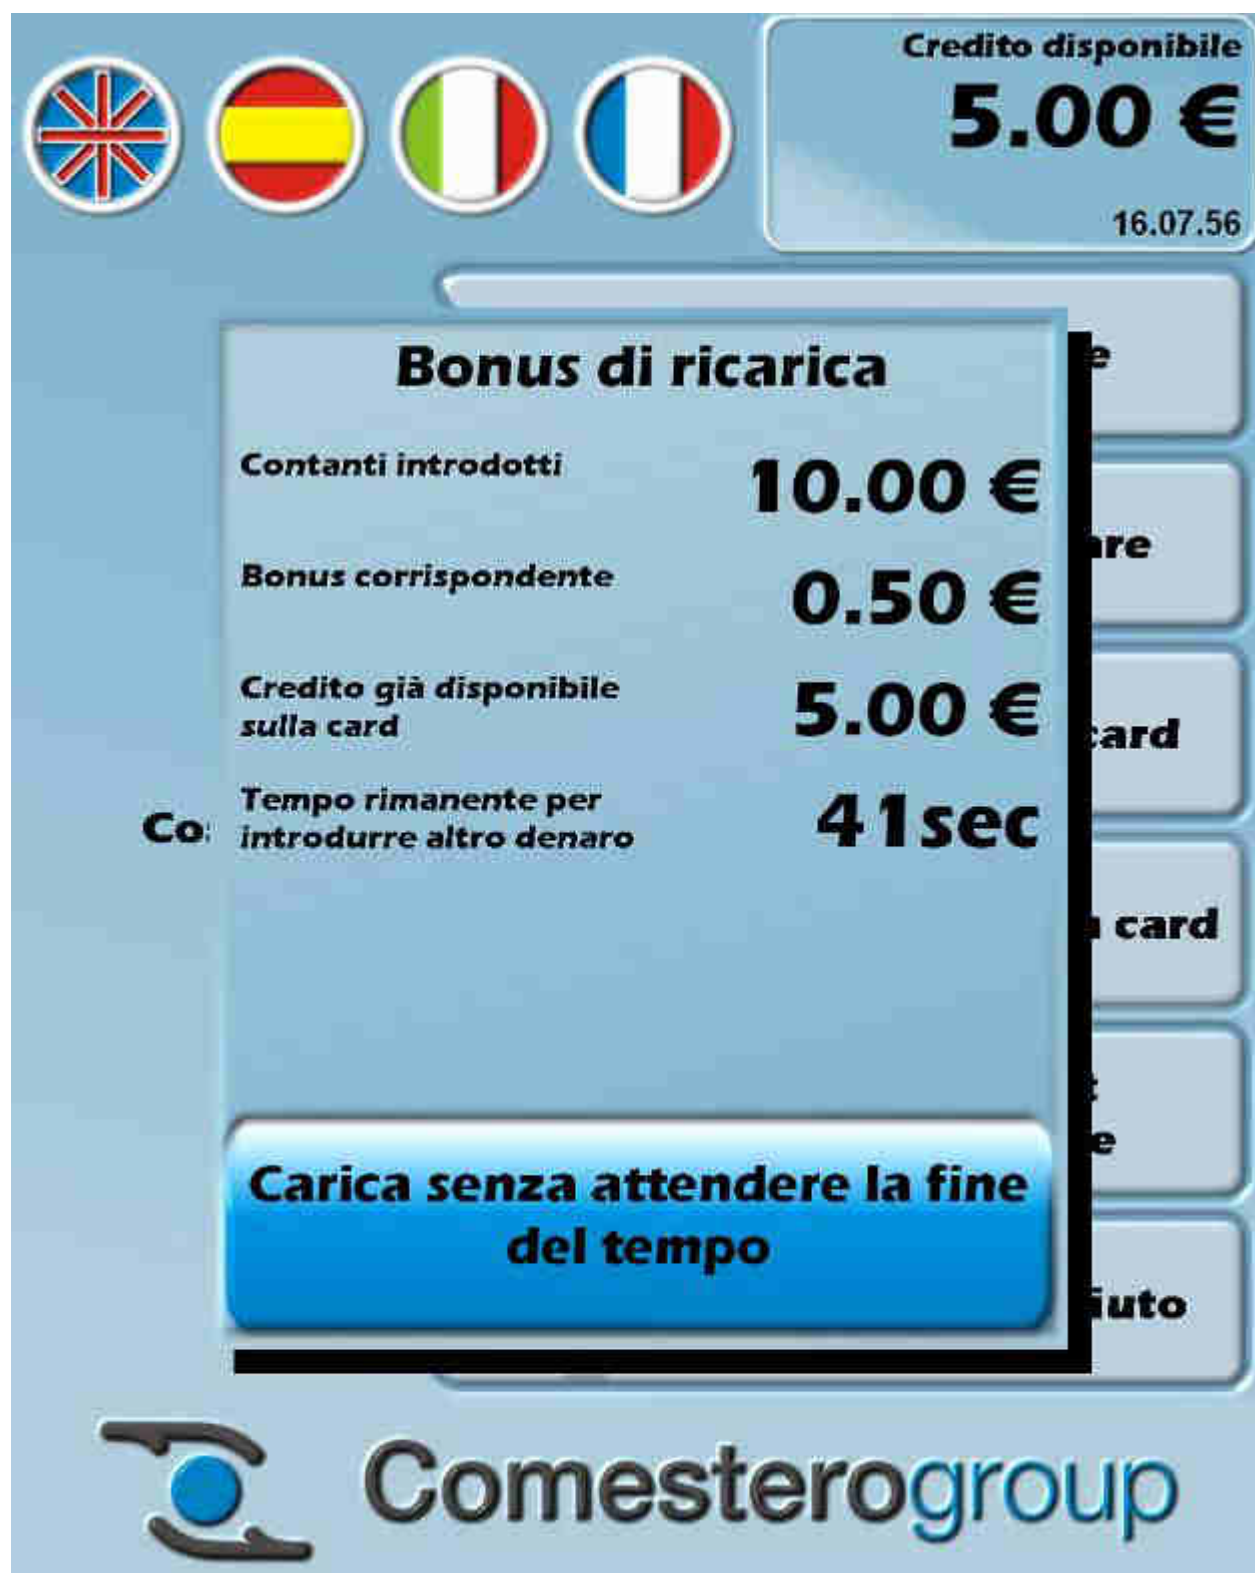 Credito disponibile
5.00 €
16.07.56
Bonus di ricarica
Contanti introdotti
10.00 €
Bonus corrispondente
0.50 €
Credito già disponibile
sulla card
5.00 €
card
Tempo rimanente per
introdurre altro denaro
41sec
card
Carica senza attendere la fine
del tempo
Comesterogroup